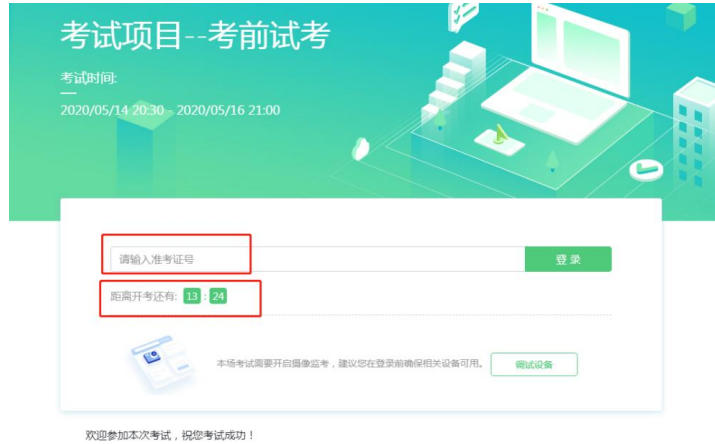 考试项目--考前试考
考试时间:
2020/05/14 20:30 - 2020/05/16 21:00
请输入准考证号
登 录
距离开考还有: 13 : 24
本场考试需要开启摄像监考，建议您在登录前确保相关设备可用。
调试设备
欢迎参加本次考试，祝您考试成功！